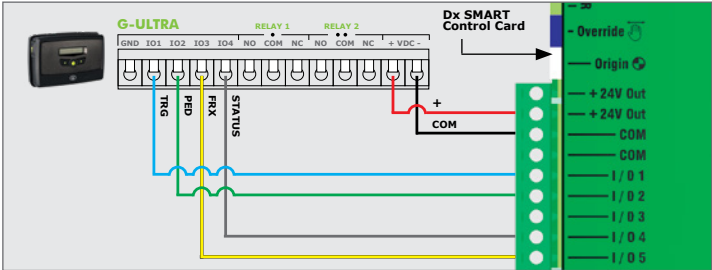 G-ULTRA
RELAY 1
RELAY 2
GND IO1 IO2 IO3 IO4 NO COM NC NO COM NC + VDC -
TRG
PED
FRX
STATUS
+
COM
Dx SMART
Control Card
- Override
Origin
+ 24V Out
+ 24V Out
COM
COM
I / O 1
I / O 2
I / O 3
I / O 4
I / O 5